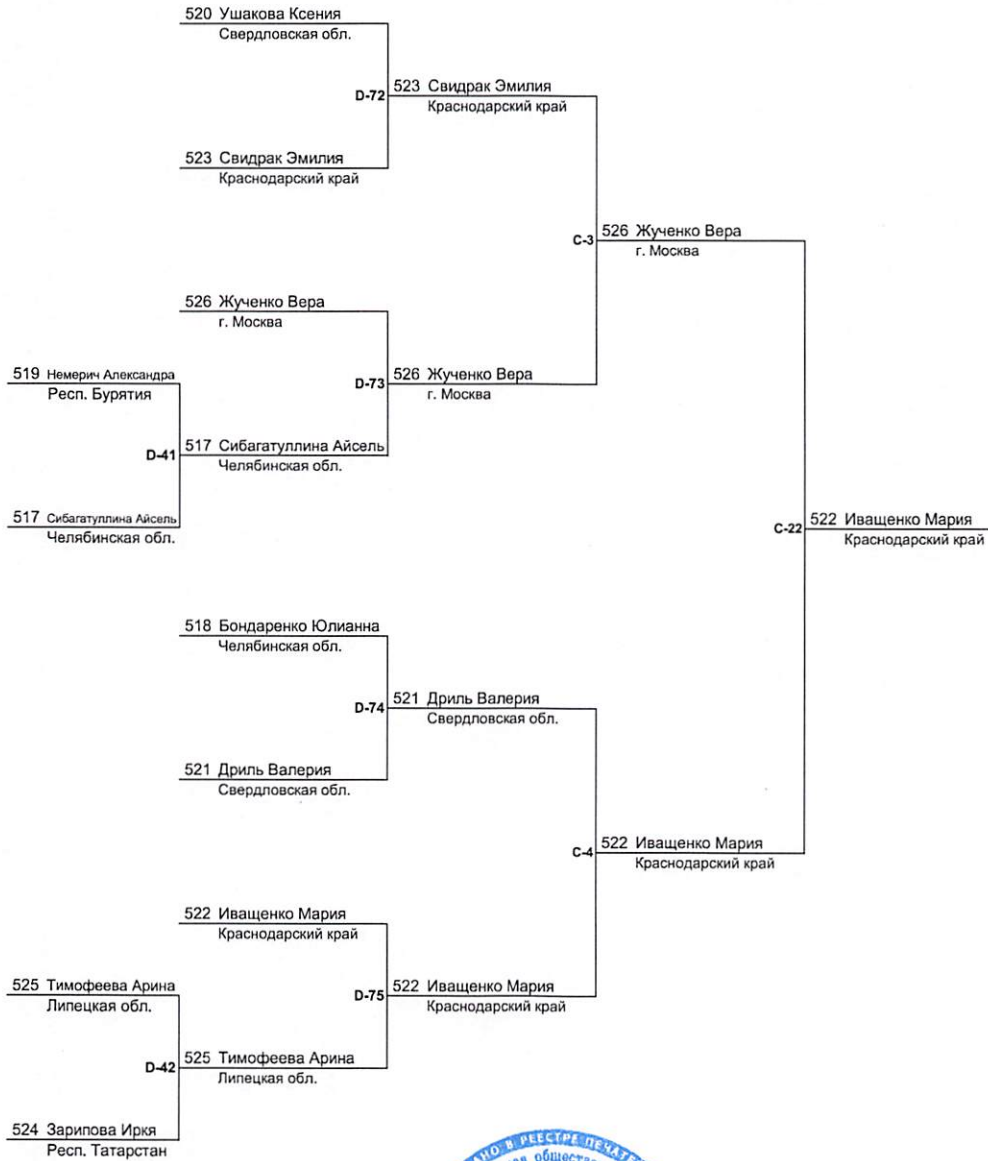 520 Ушакова Ксения
Свердловская обл.
D-72
523 Свидрак Эмилия
Краснодарский край
523 Свидрак Эмилия
Краснодарский край
C-3
526 Жученко Вера
г. Москва
526 Жученко Вера
г. Москва
519 Немерич Александра
Респ. Бурятия
D-73
526 Жученко Вера
г. Москва
D-41
517 Сибагатуллина Айсель
Челябинская обл.
517 Сибагатуллина Айсель
Челябинская обл.
C-22
522 Иващенко Мария
Краснодарский край
518 Бондаренко Юлианна
Челябинская обл.
D-74
521 Дриль Валерия
Свердловская обл.
521 Дриль Валерия
Свердловская обл.
C-4
522 Иващенко Мария
Краснодарский край
522 Иващенко Мария
Краснодарский край
525 Тимофеева Арина
Липецкая обл.
D-75
522 Иващенко Мария
Краснодарский край
D-42
525 Тимофеева Арина
Липецкая обл.
524 Зарипова Иркя
Респ. Татарстан
В РЕЕСТРЕ